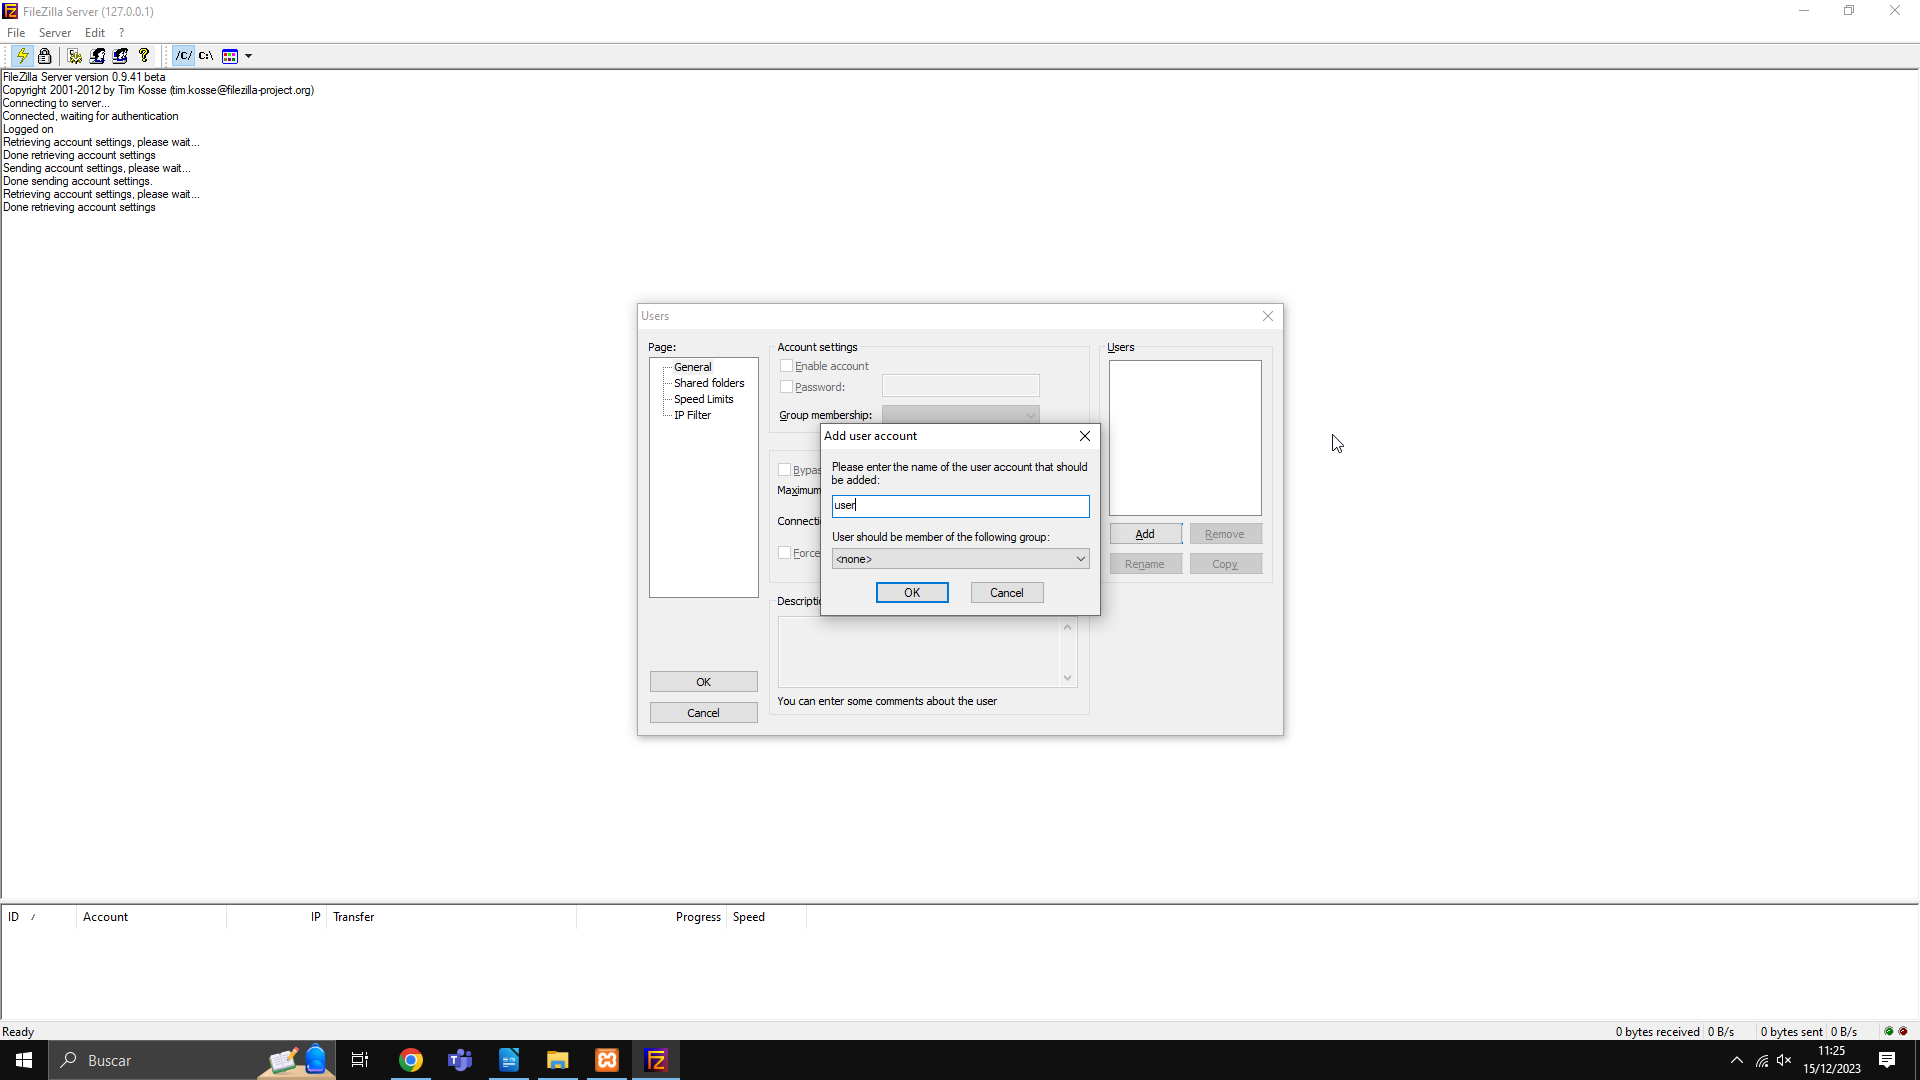 FileZilla Server (127.0.0.1)
File Server Edit ?
/C/ C:\
FileZilla Server version 0.9.41 beta
Copyright 2001-2012 by Tim Kosse (tim.kosse@filezilla-project.org)
Connecting to server...
Connected, waiting for authentication
Logged on
Retrieving account settings, please wait...
Done retrieving account settings
Sending account settings, please wait...
Done sending account settings.
Retrieving account settings, please wait...
Done retrieving account settings
Users
Page:
General
Shared folders
Speed Limits
IP Filter
OK
Cancel
Account settings
Enable account
Password:
Group membership:
Bypas
Maximum
Connecti
Force
Descriptio
You can enter some comments about the user
Users
Add
Remove
Rename
Copy
Add user account
Please enter the name of the user account that should
be added:
user
User should be member of the following group:
<none>
OK
Cancel
ID / Account IP Transfer Progress Speed
Ready
0 bytes received 0 B/s 0 bytes sent 0 B/s
Buscar
11:25
15/12/2023